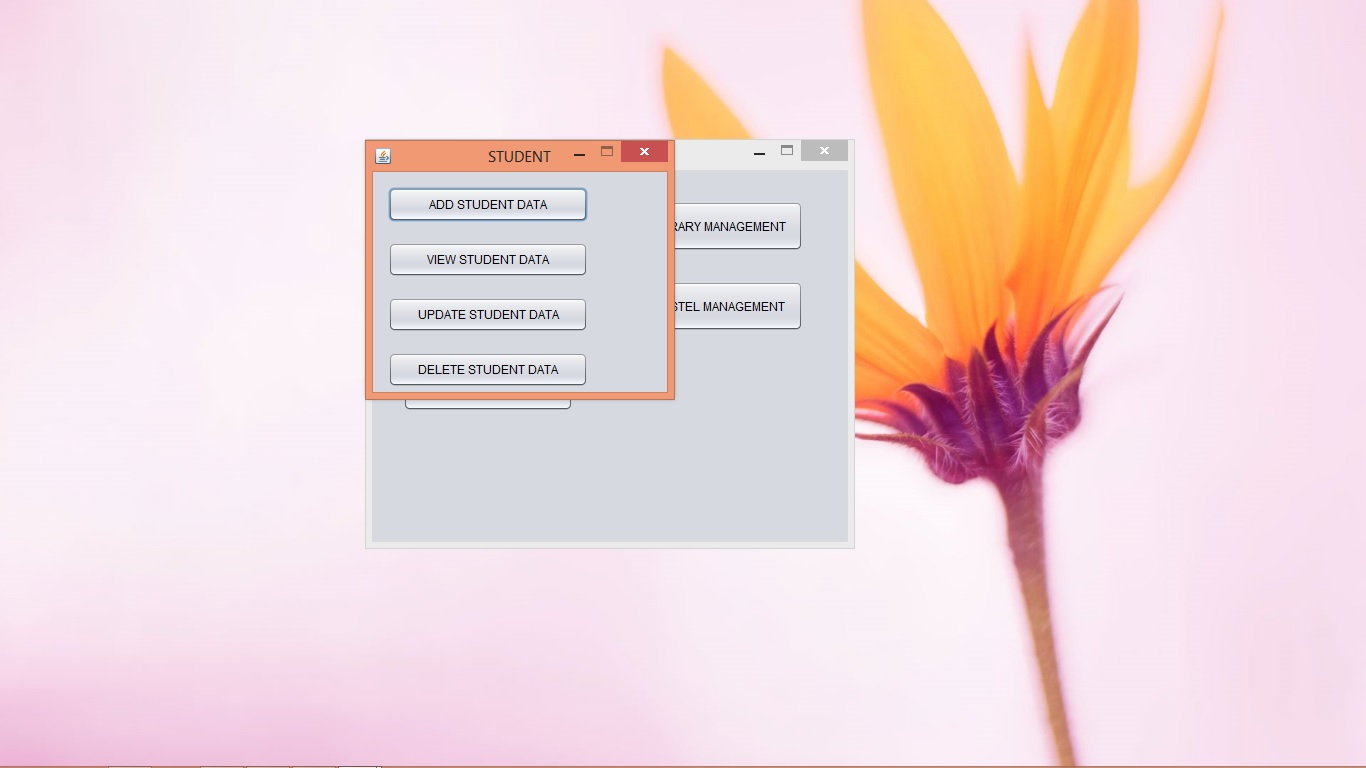 STUDENT
ADD STUDENT DATA
VIEW STUDENT DATA
UPDATE STUDENT DATA
DELETE STUDENT DATA
RARY MANAGEMENT
STEL MANAGEMENT